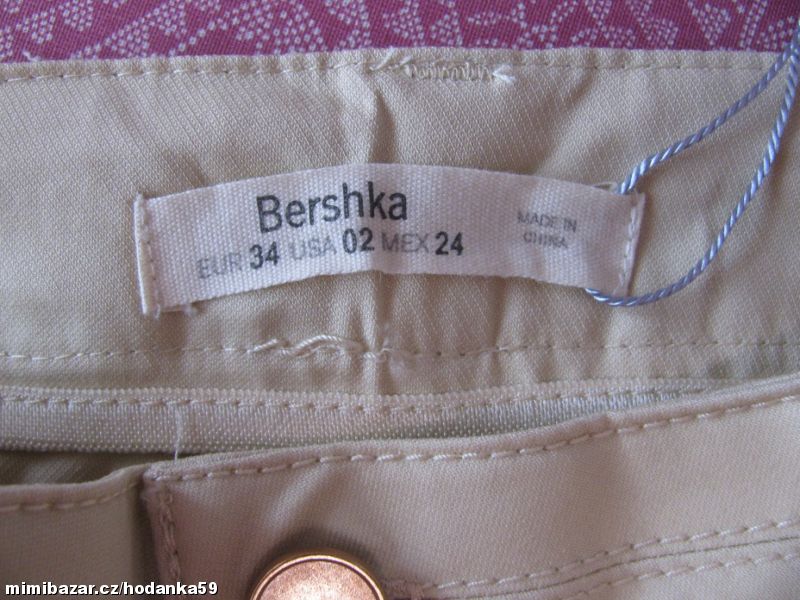 Bershka
EUR 34 USA 02 MEX 24
MADE IN
CHINA
mimibazar.cz/hodanka59